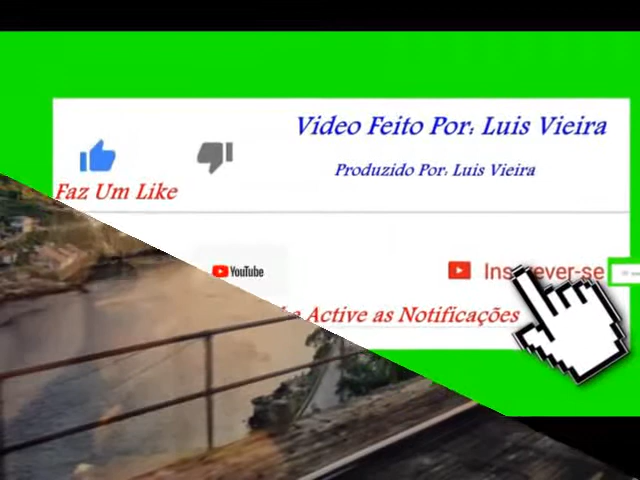 Video Feito Por: Luis Vieira
Produzido Por: Luis Vieira
Faz Um Like
YouTube
Active as Notificações